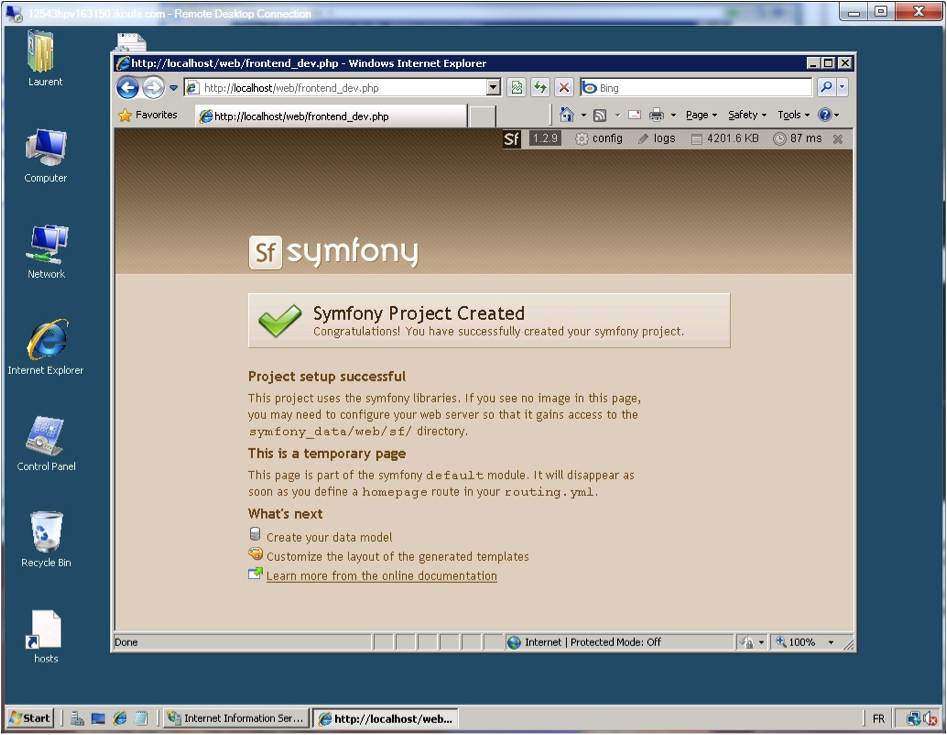 12543hpv163150.ikoula.com - Remote Desktop Connection
Laurent
Computer
Network
Internet Explorer
Control Panel
Recycle Bin
hosts
http://localhost/web/frontend_dev.php - Windows Internet Explorer
http://localhost/web/frontend_dev.php
Bing
Favorites
http://localhost/web/frontend_dev.php
Page
Safety
Tools
Sf 1.2.9 config logs 4201.6 KB 87 ms
Sf symfony
Symfony Project Created
Congratulations! You have successfully created your symfony project.
Project setup successful
This project uses the symfony libraries. If you see no image in this page,
you may need to configure your web server so that it gains access to the
symfony_data/web/sf/ directory.
This is a temporary page
This page is part of the symfony default module. It will disappear as
soon as you define a homepage route in your routing.yml.
What's next
Create your data model
Customize the layout of the generated templates
Learn more from the online documentation
Done
Internet | Protected Mode: Off
100%
Start
Internet Information Ser...
http://localhost/web...
FR